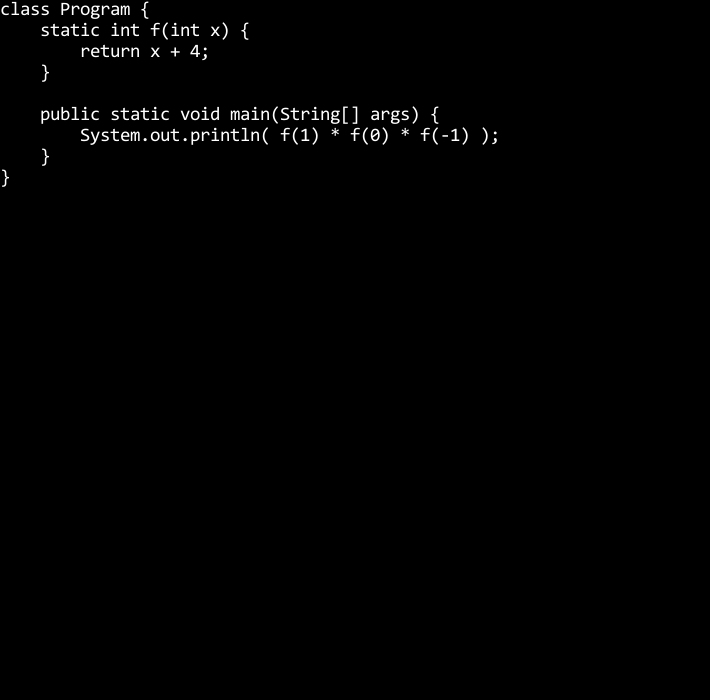 class Program {
    static int f(int x) {
        return x + 4;
    }

    public static void main(String[] args) {
        System.out.println( f(1) * f(0) * f(-1) );
    }
}